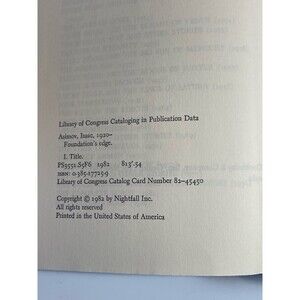 Library of Congress Cataloging in Publication Data
Asimov, Isaac, 1920–
Foundation's edge.
I. Title.
PS3551.S5F6 1982 813'.54
ISBN: 0-385-17725-9
Library of Congress Catalog Card Number 82-45450
Copyright © 1982 by Nightfall Inc.
All rights reserved
Printed in the United States of America